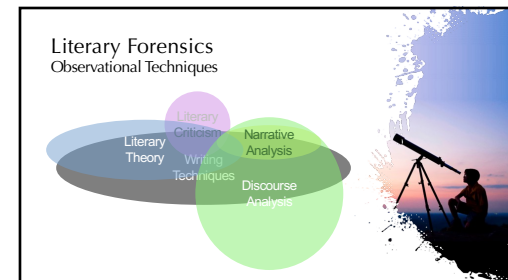 Literary Forensics
Observational Techniques
Literary
Criticism
Literary
Theory
Narrative
Analysis
Writing
Techniques
Discourse
Analysis